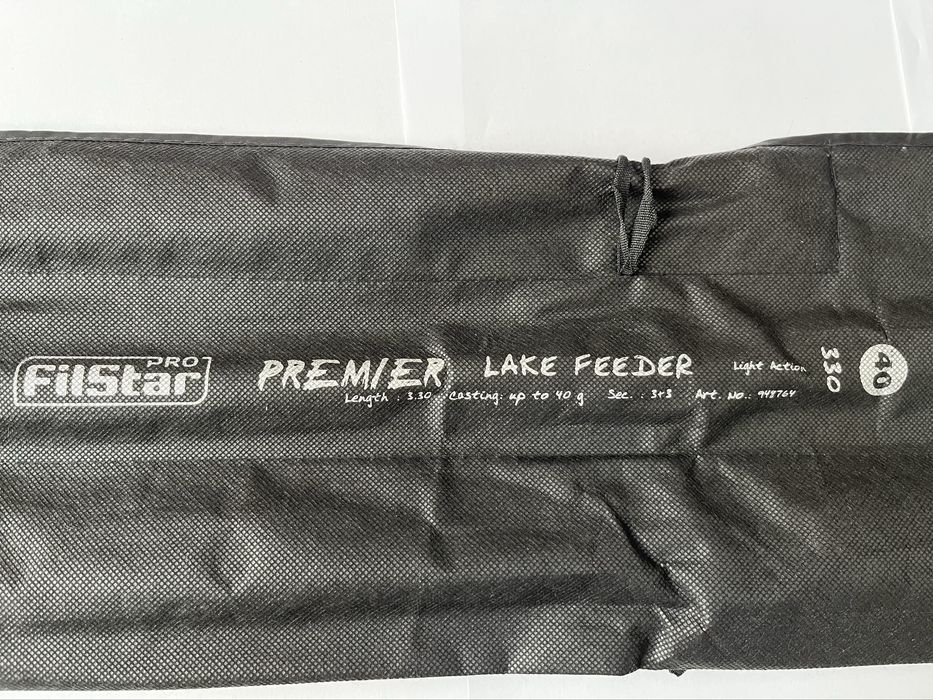 FilStar PRO
PREMIER LAKE FEEDER Light Action
Length : 3.30 Casting: up to 40 g Sec. : 3+3 Art. No.: 948764
330
40